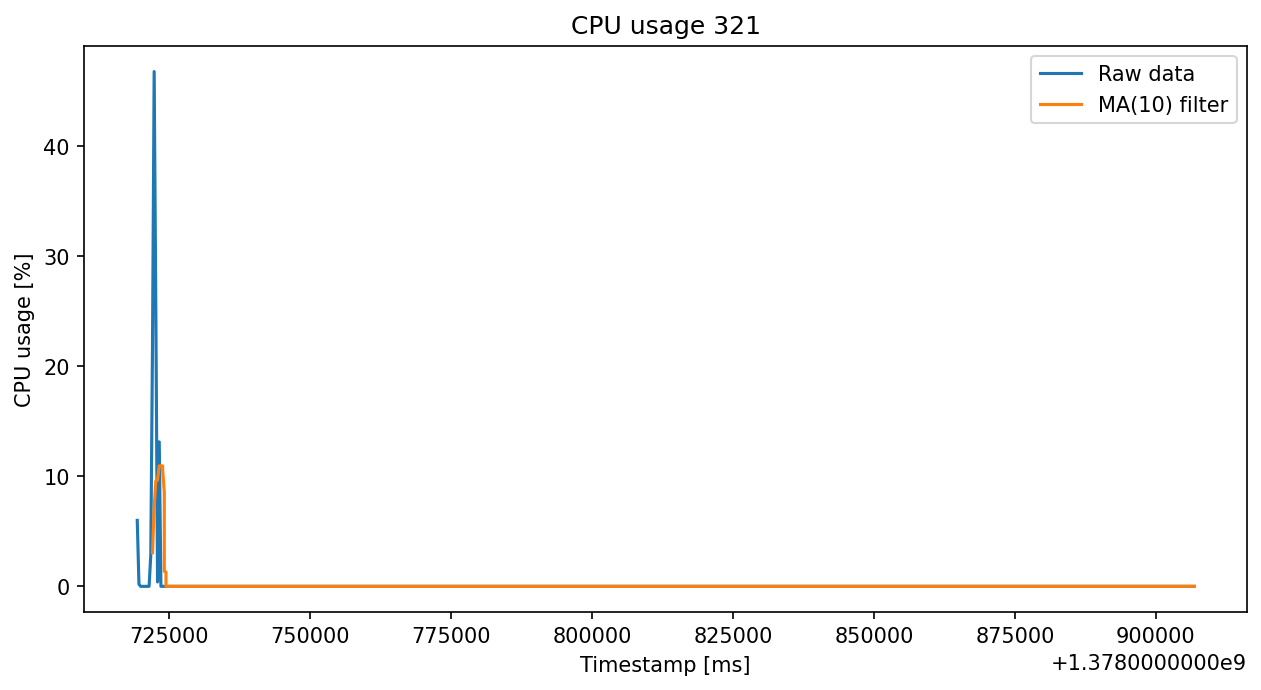 CPU usage 321
Raw data
MA(10) filter
CPU usage [%]
40
30
20
10
0
725000 750000 775000 800000 825000 850000 875000 900000
+1.3780000000e9
Timestamp [ms]